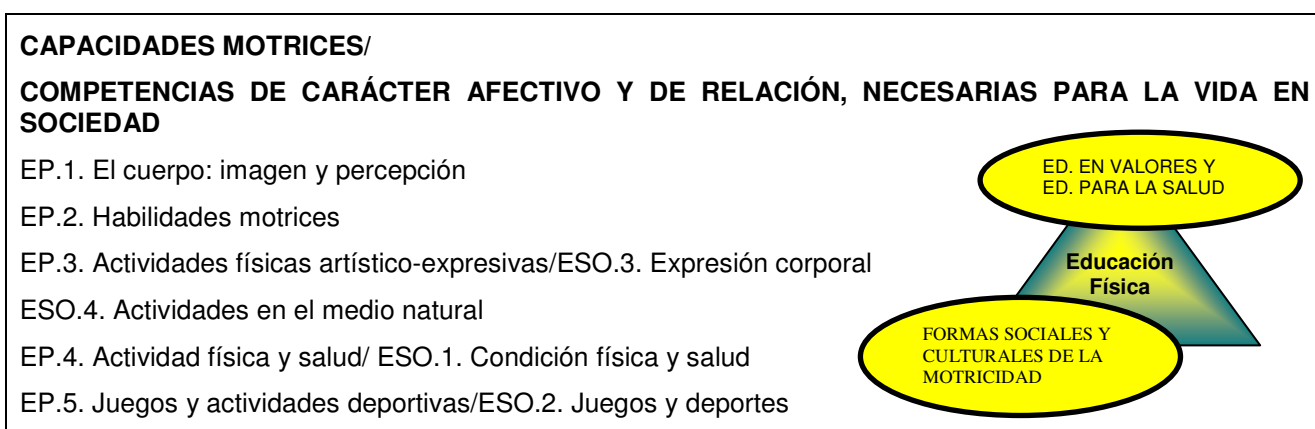 CAPACIDADES MOTRICES/
COMPETENCIAS DE CARÁCTER AFECTIVO Y DE RELACIÓN, NECESARIAS PARA LA VIDA EN
SOCIEDAD
EP.1. El cuerpo: imagen y percepción
EP.2. Habilidades motrices
EP.3. Actividades físicas artístico-expresivas/ESO.3. Expresión corporal
ESO.4. Actividades en el medio natural
EP.4. Actividad física y salud/ ESO.1. Condición física y salud
EP.5. Juegos y actividades deportivas/ESO.2. Juegos y deportes
ED. EN VALORES Y
ED. PARA LA SALUD
Educación
Física
FORMAS SOCIALES Y
CULTURALES DE LA
MOTRICIDAD